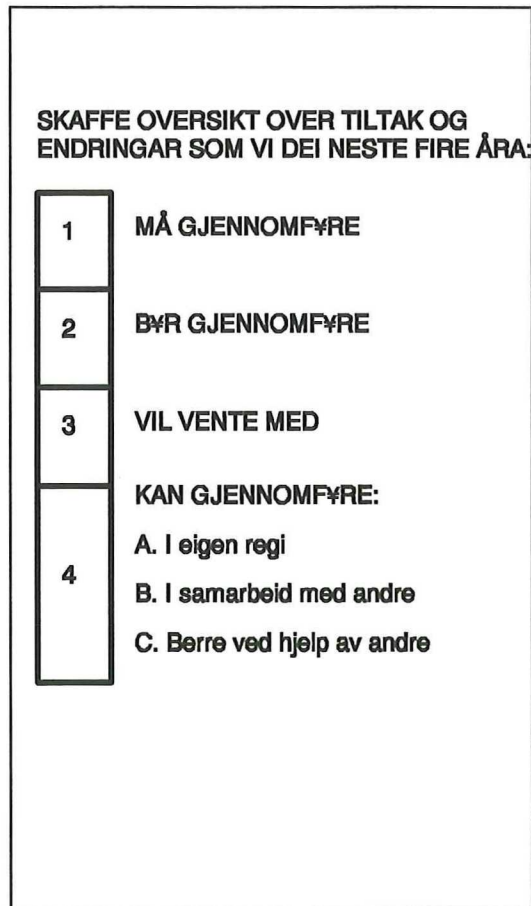 SKAFFE OVERSIKT OVER TILTAK OG
ENDRINGAR SOM VI DEI NESTE FIRE ÅRA:
1 MÅ GJENNOMF¥RE
2 B¥R GJENNOMF¥RE
3 VIL VENTE MED
4 KAN GJENNOMF¥RE:
A. I eigen regi
B. I samarbeid med andre
C. Berre ved hjelp av andre